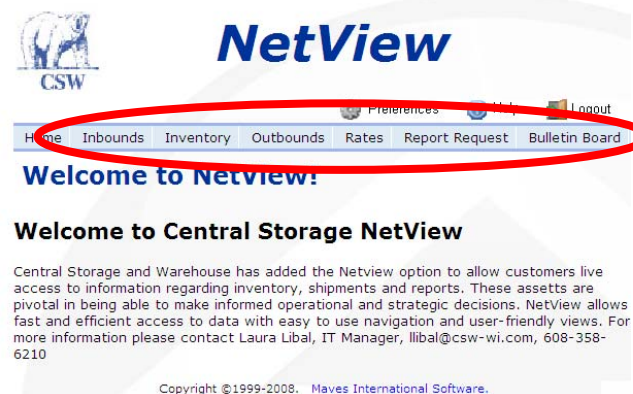 CSW
NetView
Preferences Help Logout
Home Inbounds Inventory Outbounds Rates Report Request Bulletin Board
Welcome to NetView!
Welcome to Central Storage NetView
Central Storage and Warehouse has added the Netview option to allow customers live
access to information regarding inventory, shipments and reports. These assetts are
pivotal in being able to make informed operational and strategic decisions. NetView allows
fast and efficient access to data with easy to use navigation and user-friendly views. For
more information please contact Laura Libal, IT Manager, llibal@csw-wi.com, 608-358-
6210
Copyright ©1999-2008. Maves International Software.